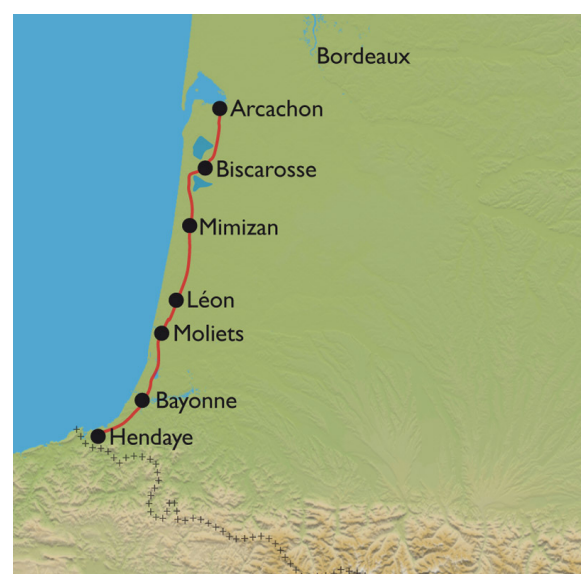 Bordeaux
Arcachon
Biscarosse
Mimizan
Léon
Moliets
Bayonne
Hendaye